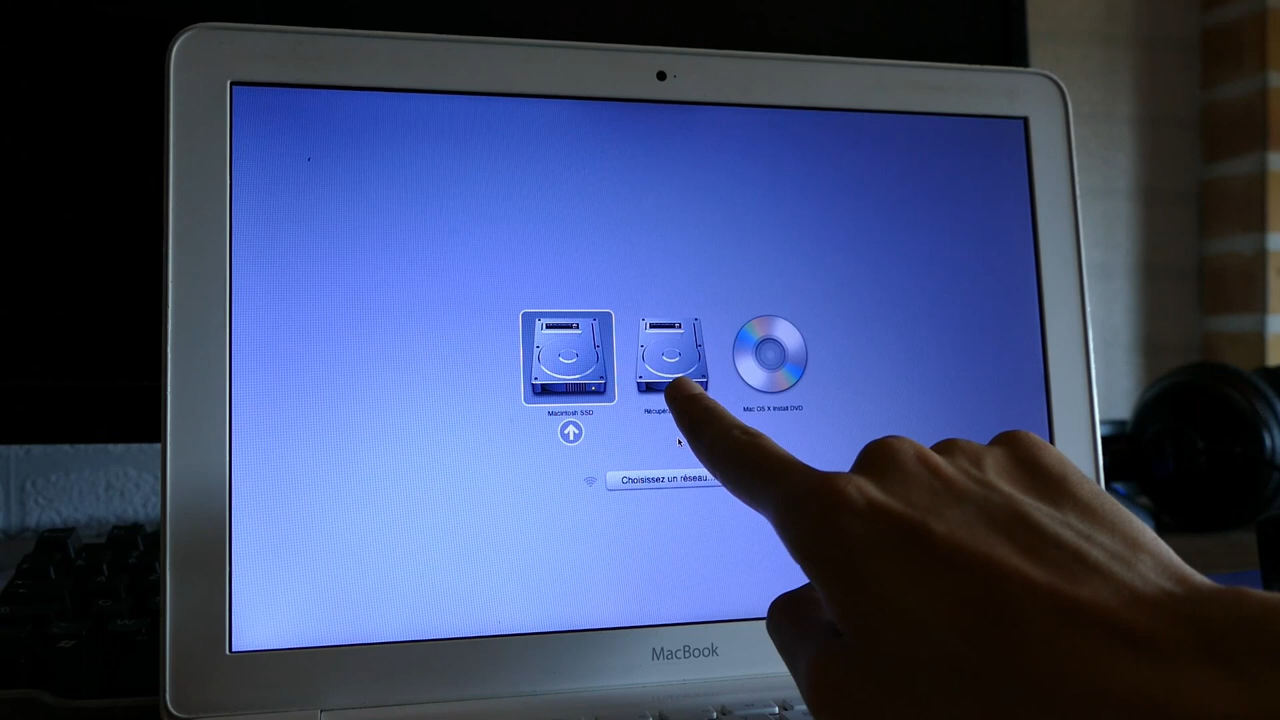 Macintosh SSD
Mac OS X Install DVD
Choisissez un réseau...
MacBook